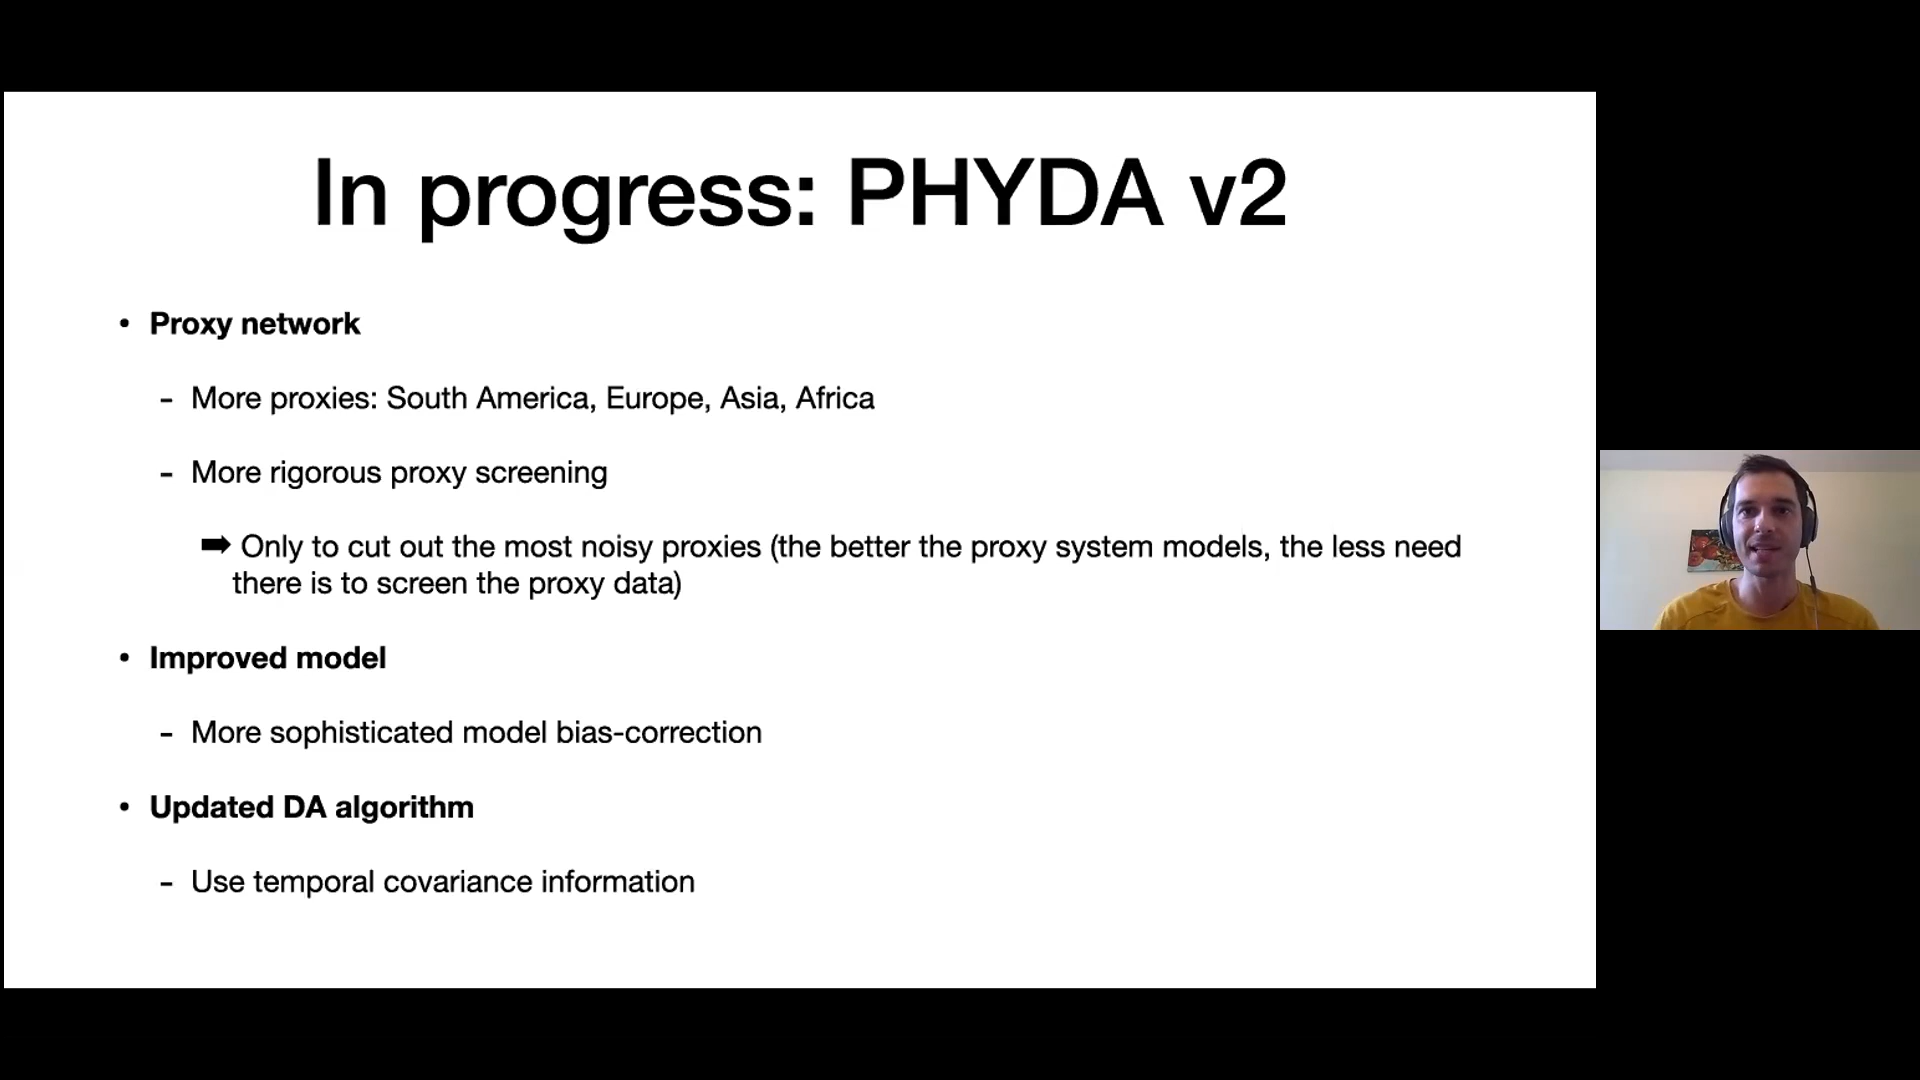 In progress: PHYDA v2
• Proxy network
- More proxies: South America, Europe, Asia, Africa
- More rigorous proxy screening
➡ Only to cut out the most noisy proxies (the better the proxy system models, the less need
there is to screen the proxy data)
• Improved model
- More sophisticated model bias-correction
• Updated DA algorithm
- Use temporal covariance information